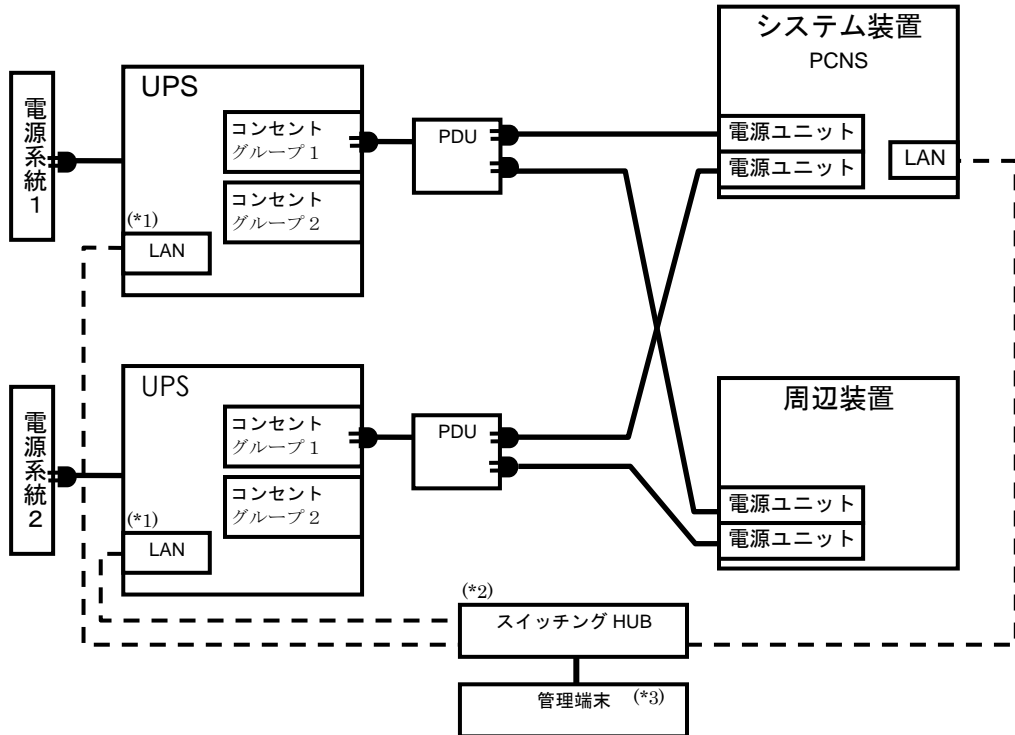 電源系統1
UPS
コンセント
グループ1
コンセント
グループ2
(*1)
LAN
PDU
システム装置
PCNS
電源ユニット
電源ユニット
LAN
電源系統2
UPS
コンセント
グループ1
コンセント
グループ2
(*1)
LAN
PDU
周辺装置
電源ユニット
電源ユニット
(*2)
スイッチング HUB
管理端末 (*3)